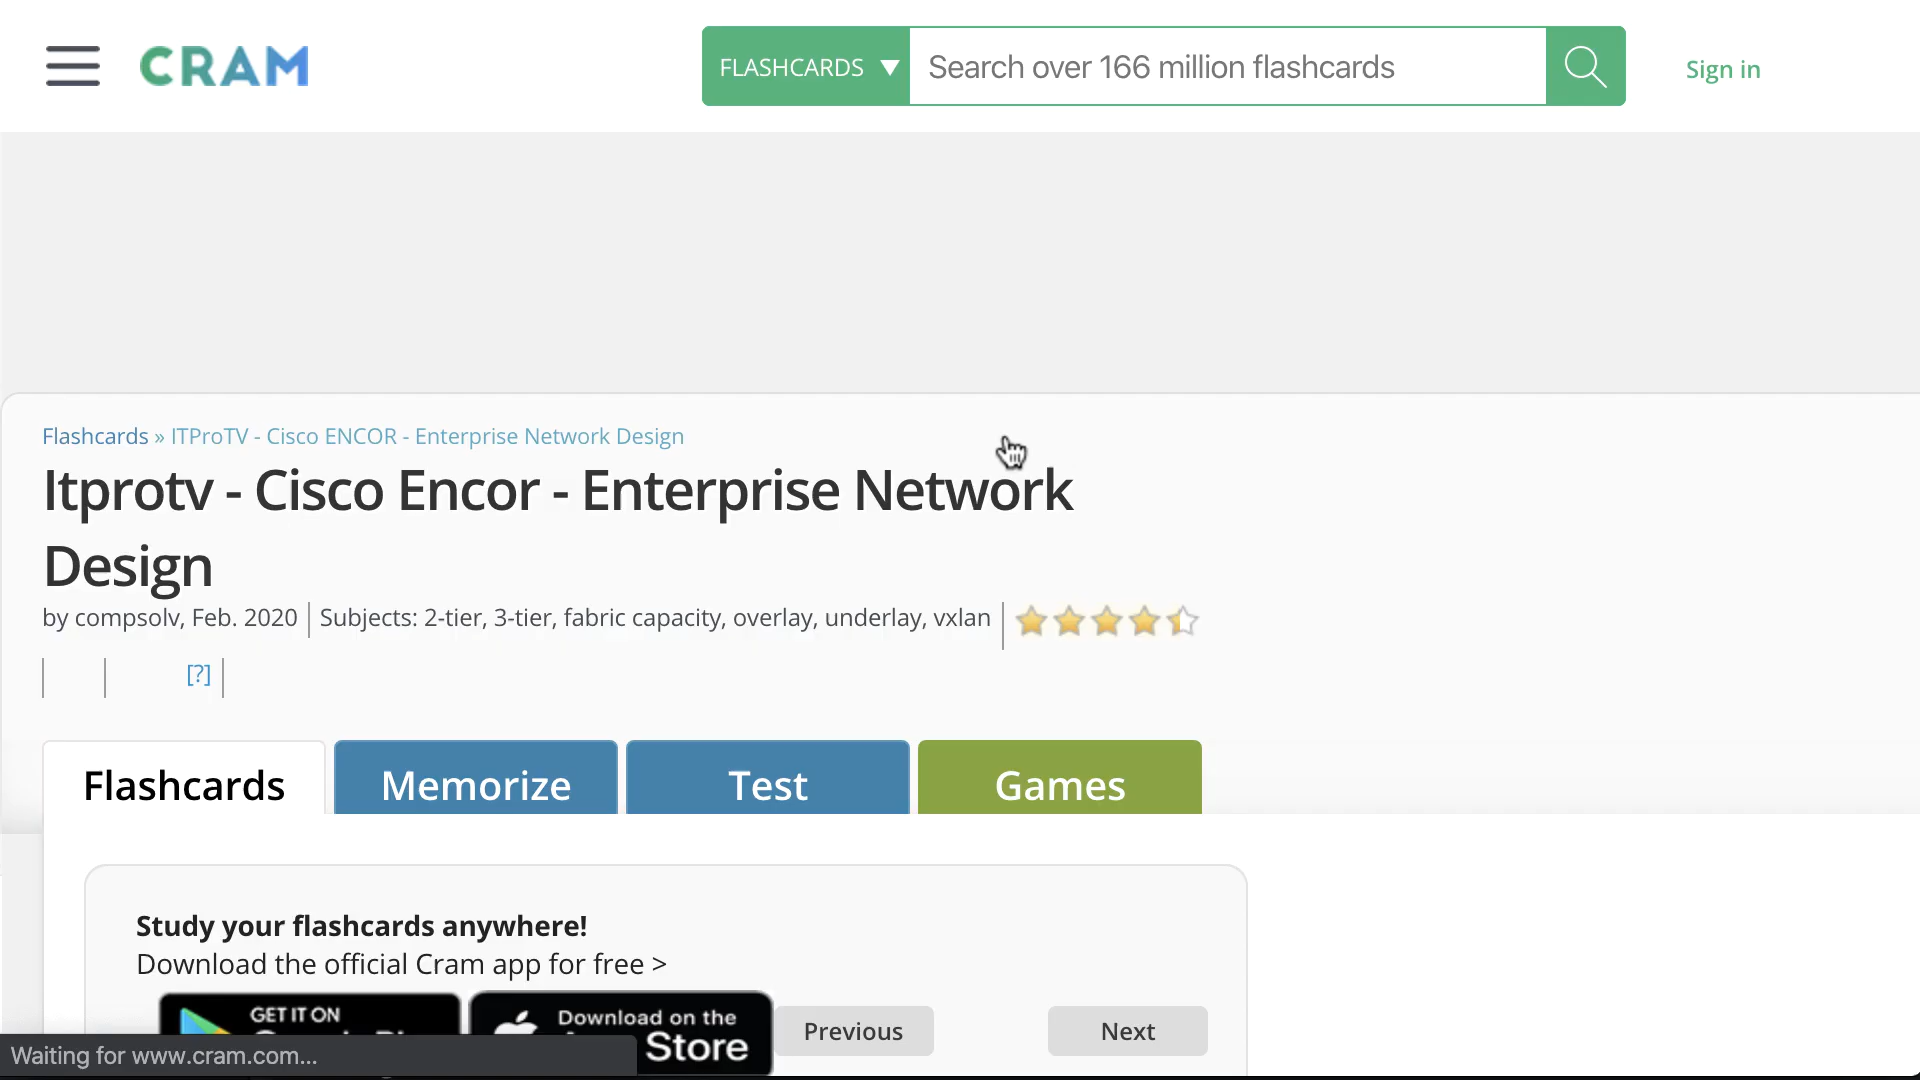 CRAM
FLASHCARDS ▼ Search over 166 million flashcards
Sign in
Flashcards » ITProTV - Cisco ENCOR - Enterprise Network Design
Itprotv - Cisco Encor - Enterprise Network
Design
by compsolv, Feb. 2020 Subjects: 2-tier, 3-tier, fabric capacity, overlay, underlay, vxlan
[?]
Flashcards Memorize Test Games
Study your flashcards anywhere!
Download the official Cram app for free >
GET IT ON
Download on the
Store
Previous Next
Waiting for www.cram.com...